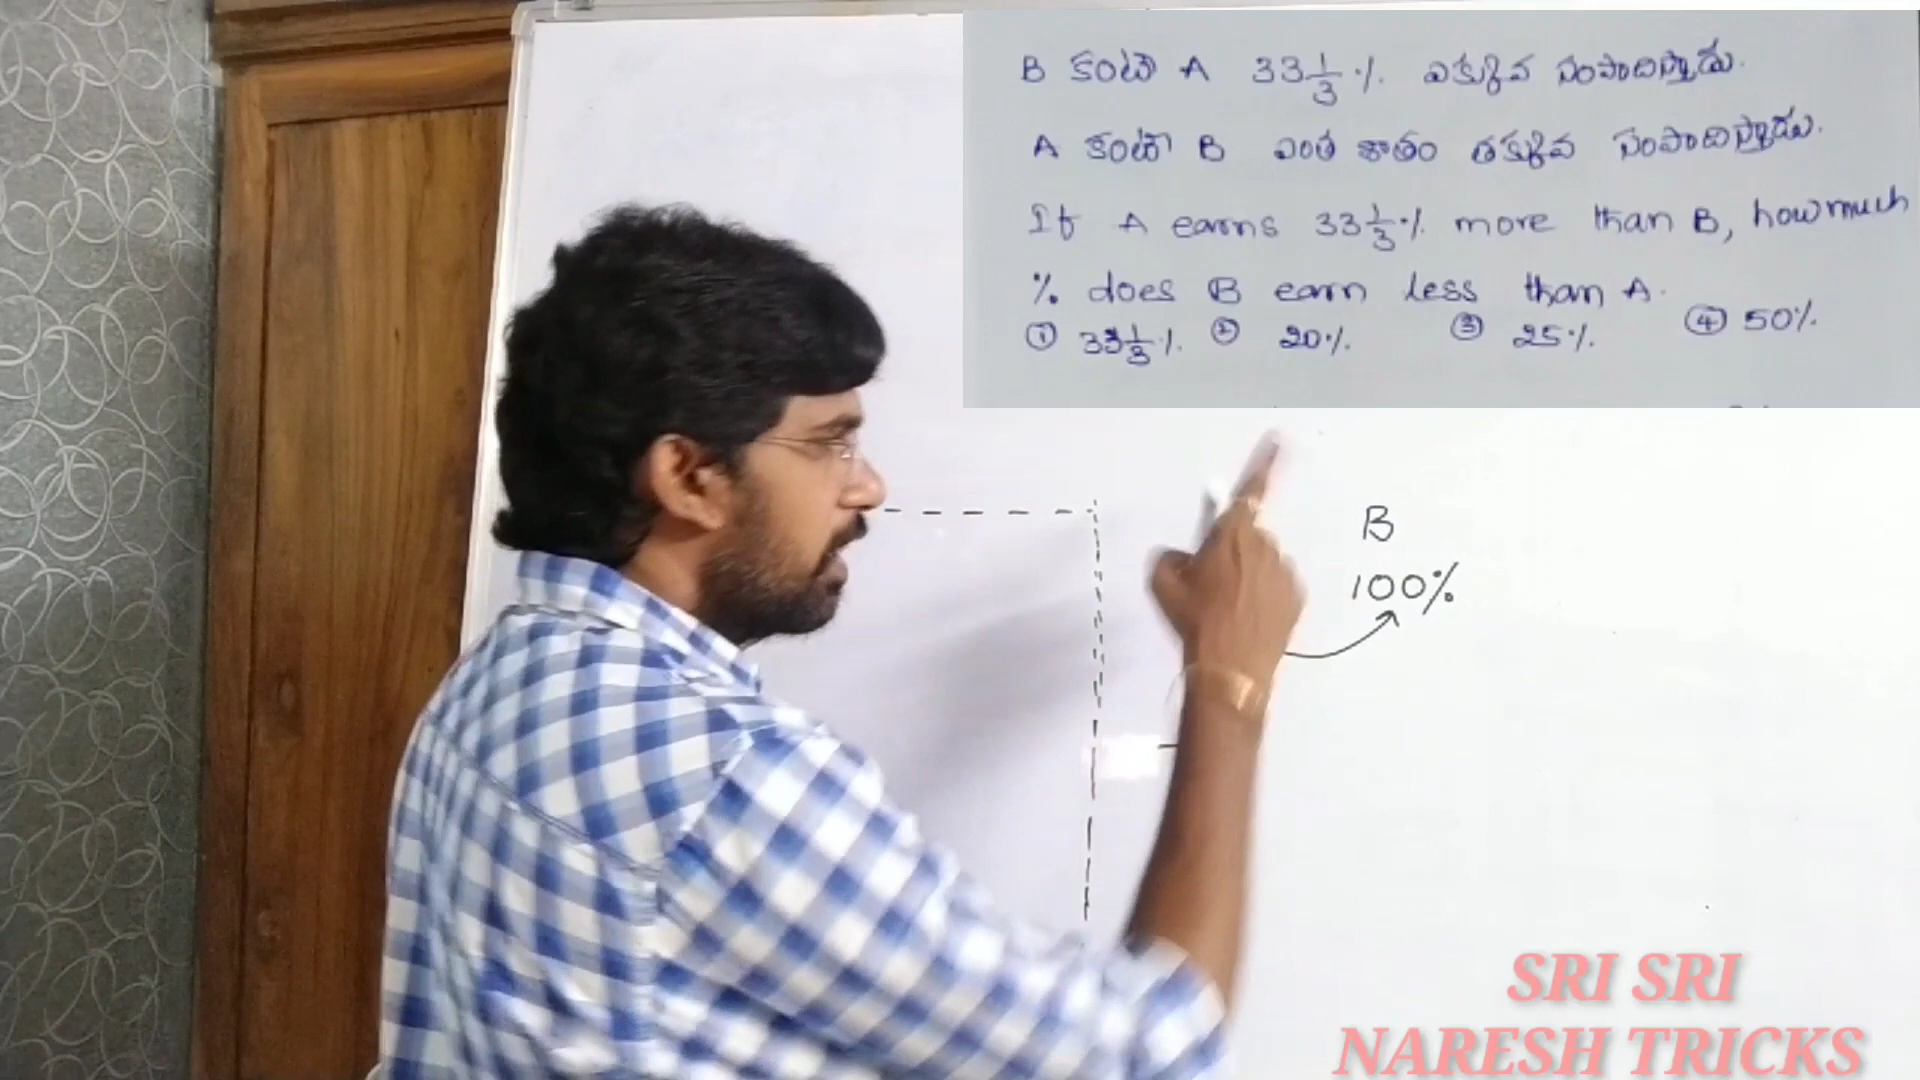 B కంటె A 33 1/3 % ఎక్కువ సంపాదిస్తాడు.
A కంటె B ఎంత శాతం తక్కువ సంపాదిస్తాడు.
If A earns 33 1/3 % more than B, how much
% does B earn less than A.
① 33 1/3 %. ② 20%. ③ 25%. ④ 50%.
B
100%
SRI SRI
NARESH TRICKS